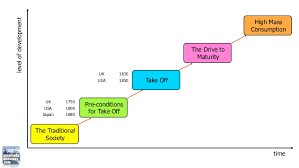 level of development
High Mass
Consumption
The Drive to
Maturity
UK 1820
USA 1850
Take Off
UK 1750
USA 1800
Japan 1880
Pre-conditions
for Take Off
The Traditional
Society
time